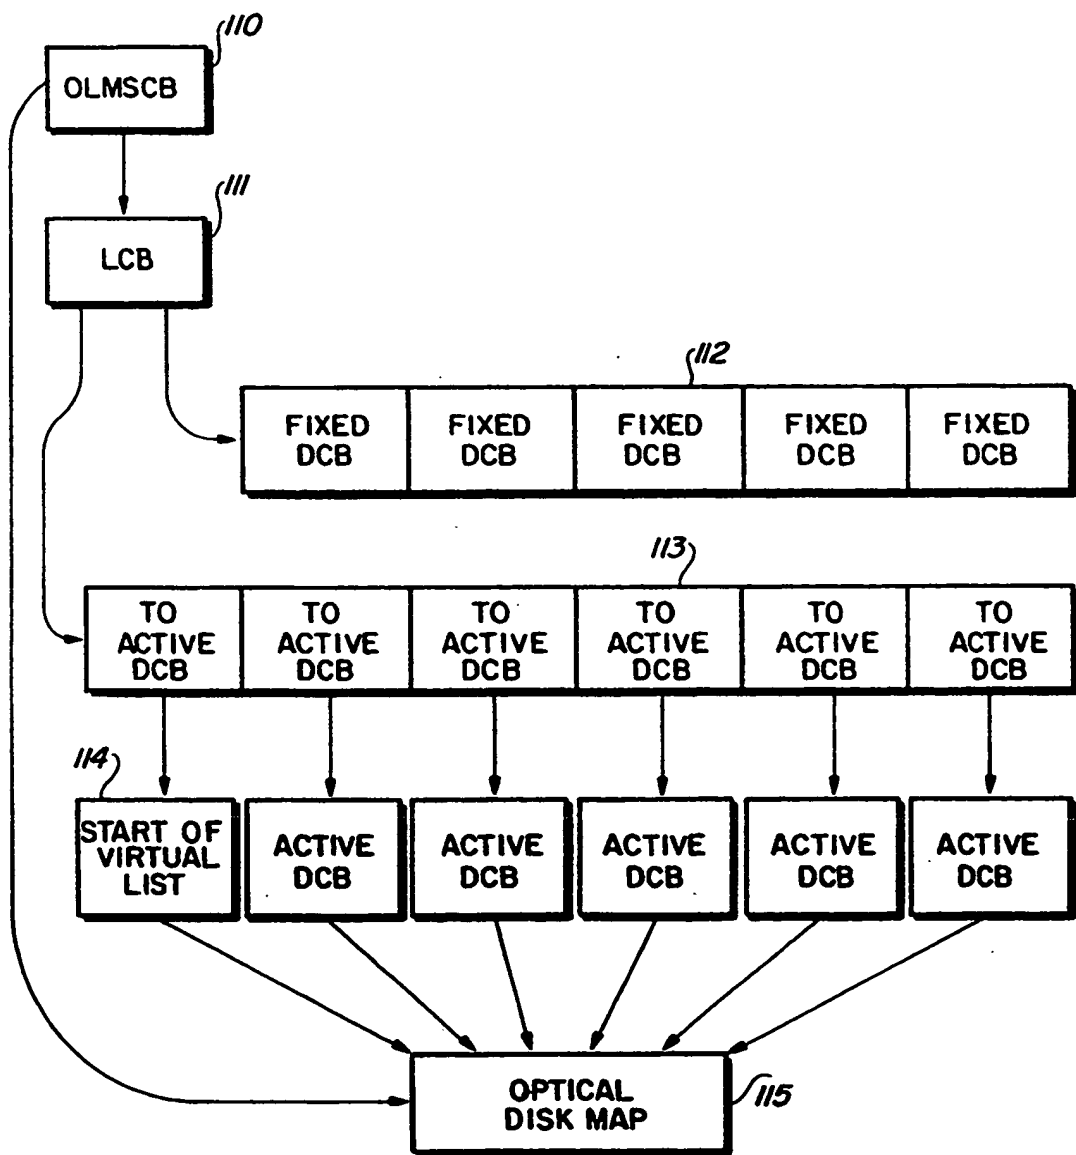 110
OLMSCB
111
LCB
112
FIXED DCB
FIXED DCB
FIXED DCB
FIXED DCB
FIXED DCB
113
TO ACTIVE DCB
TO ACTIVE DCB
TO ACTIVE DCB
TO ACTIVE DCB
TO ACTIVE DCB
TO ACTIVE DCB
114
START OF
VIRTUAL
LIST
ACTIVE DCB
ACTIVE DCB
ACTIVE DCB
ACTIVE DCB
ACTIVE DCB
OPTICAL
DISK MAP
115